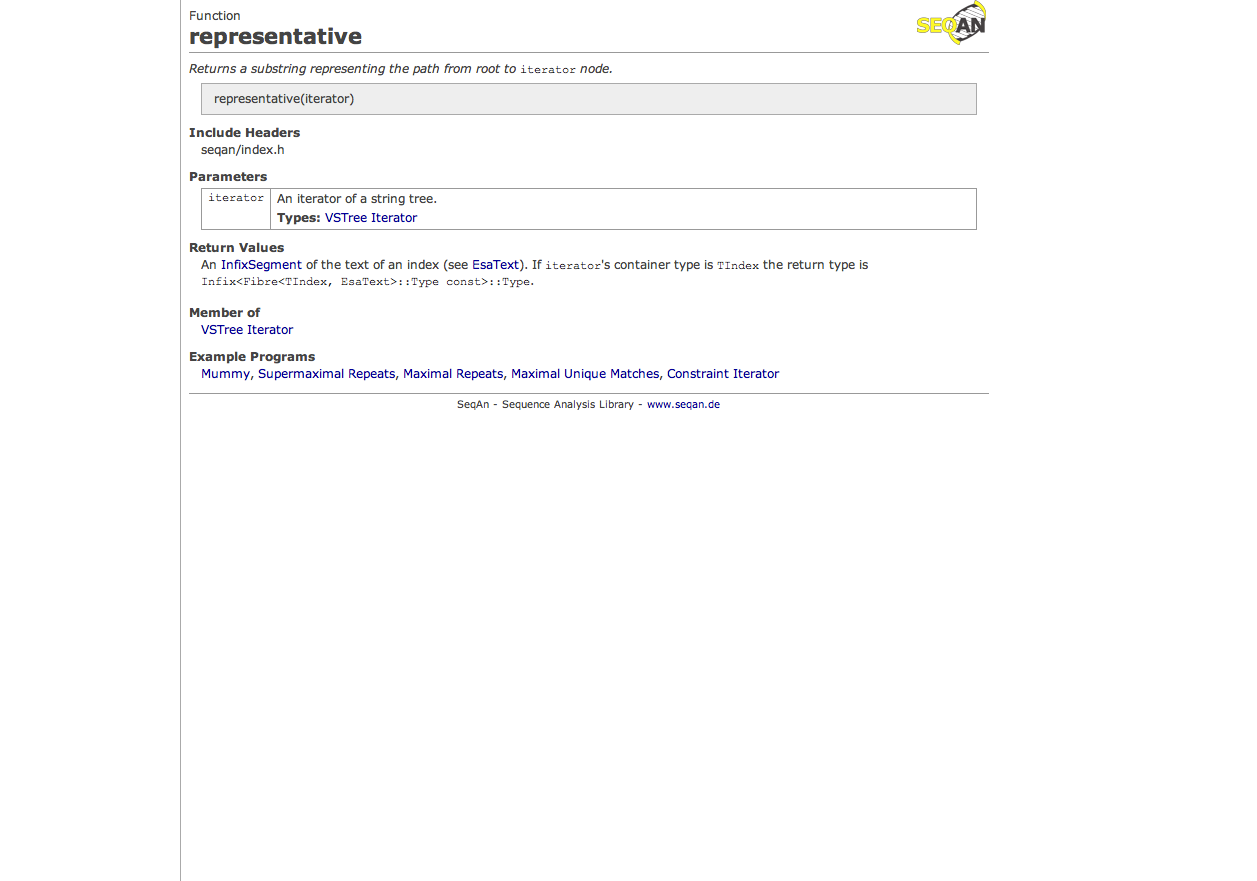 Function
SEQAN
representative
Returns a substring representing the path from root to iterator node.
representative(iterator)
Include Headers
seqan/index.h
Parameters
iterator An iterator of a string tree.
Types: VSTree Iterator
Return Values
An InfixSegment of the text of an index (see EsaText). If iterator's container type is TIndex the return type is
Infix<Fibre<TIndex, EsaText>::Type const>::Type.
Member of
VSTree Iterator
Example Programs
Mummy, Supermaximal Repeats, Maximal Repeats, Maximal Unique Matches, Constraint Iterator
SeqAn - Sequence Analysis Library - www.seqan.de